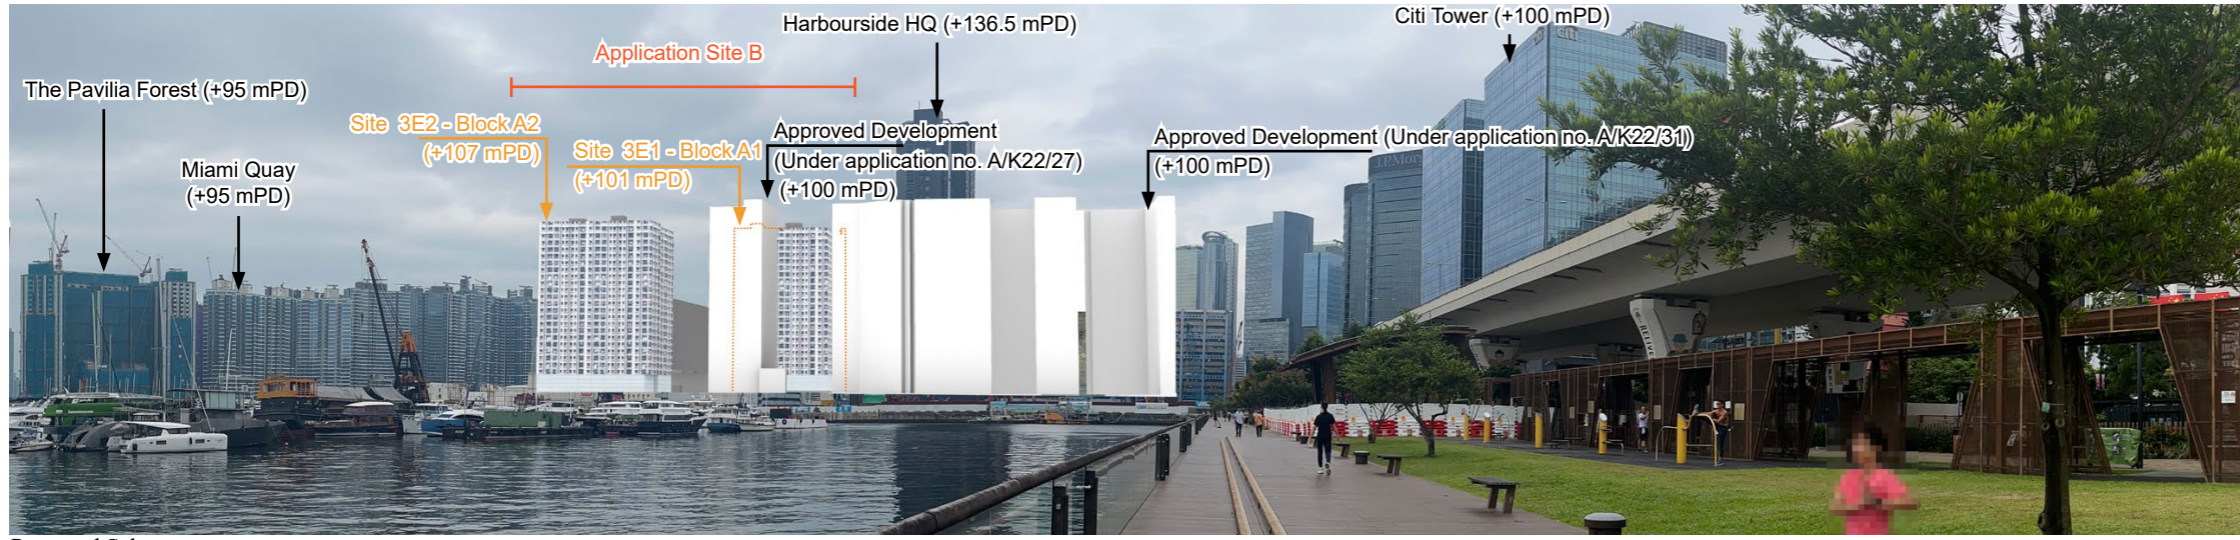 Harbourside HQ (+136.5 mPD)
Citi Tower (+100 mPD)
citi
Application Site B
The Pavilia Forest (+95 mPD)
Site 3E2 - Block A2
(+107 mPD)
Site 3E1 - Block A1
(+101 mPD)
Approved Development
(Under application no. A/K22/27)
(+100 mPD)
Approved Development (Under application no. A/K22/31)
(+100 mPD)
Miami Quay
(+95 mPD)
J.P.Mor